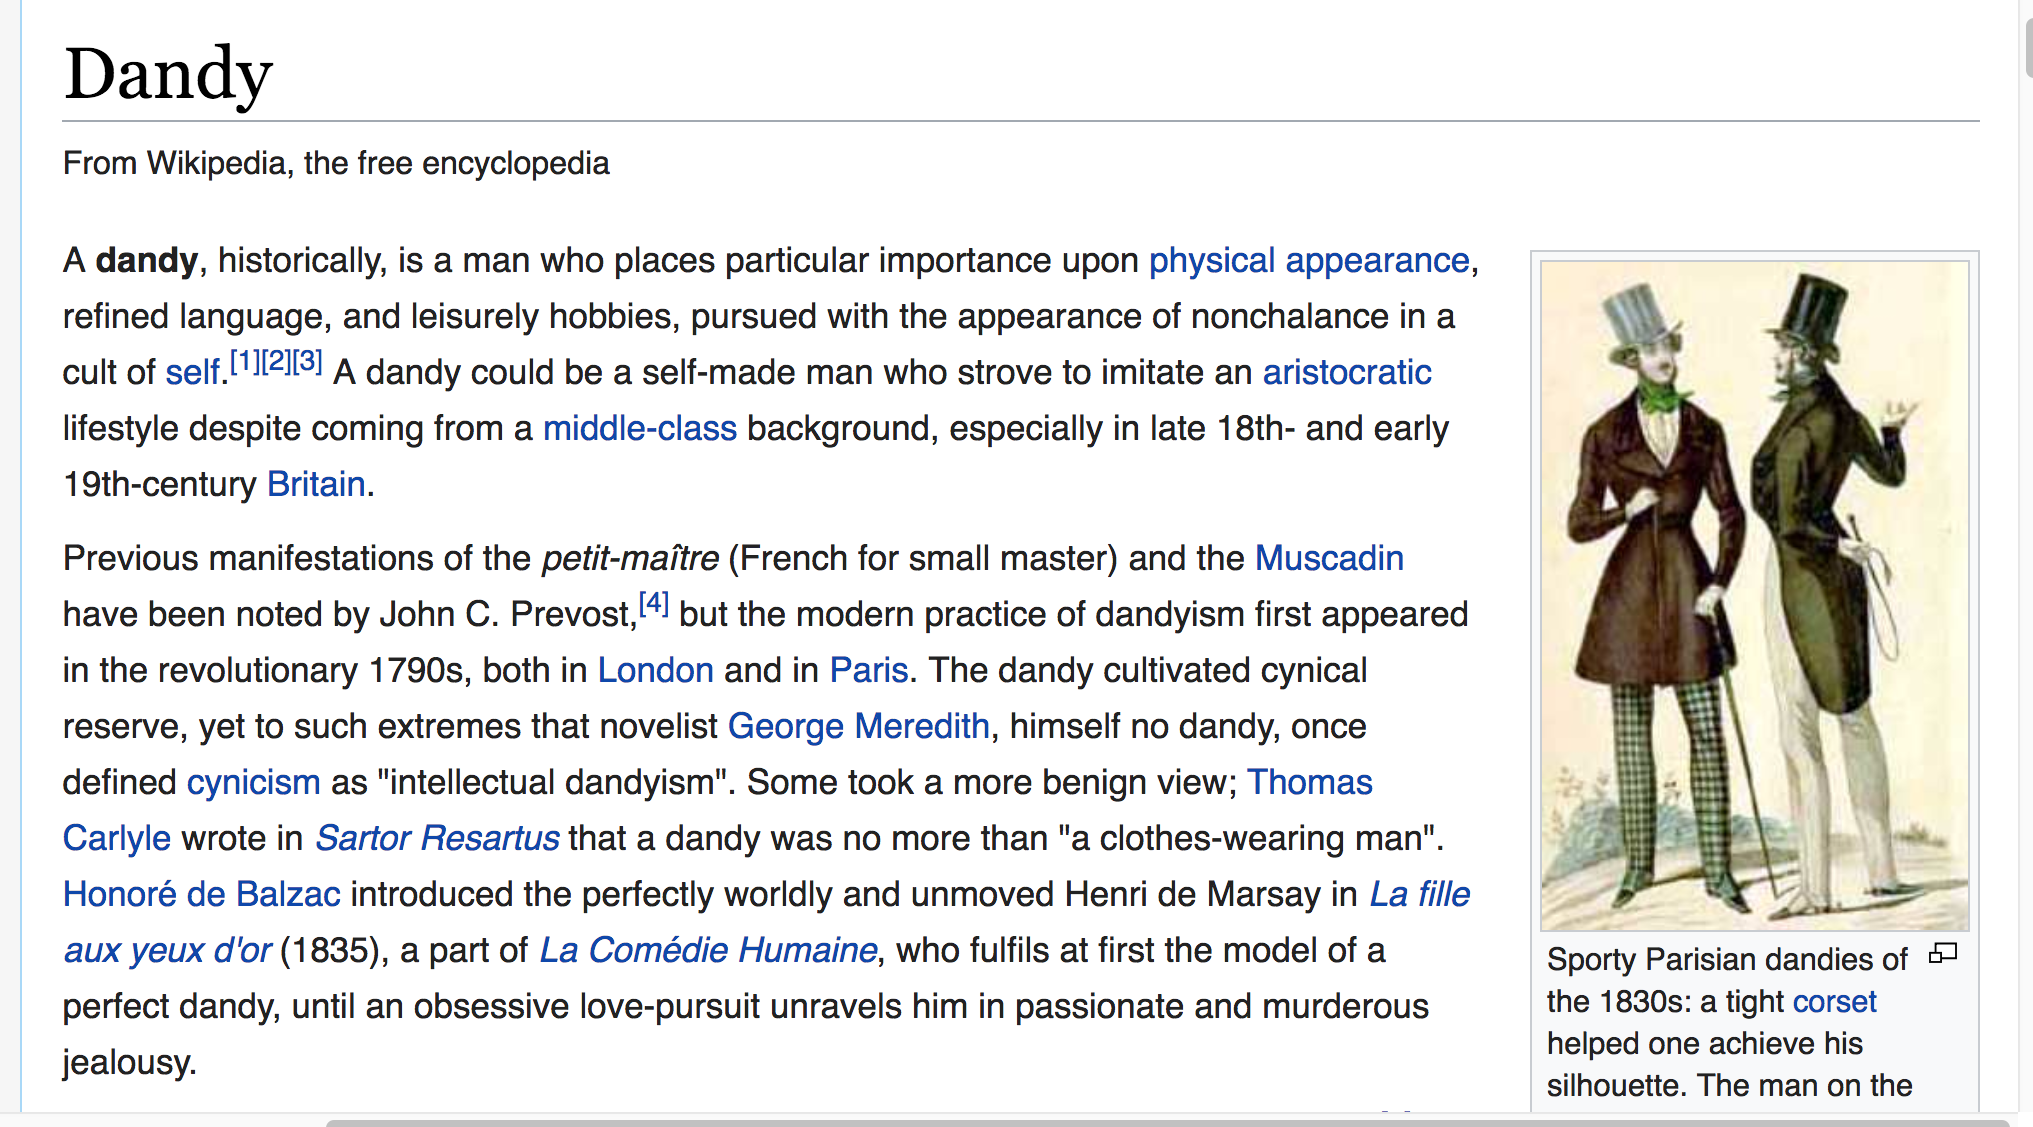 Dandy
From Wikipedia, the free encyclopedia
A dandy, historically, is a man who places particular importance upon physical appearance,
refined language, and leisurely hobbies, pursued with the appearance of nonchalance in a
cult of self.[1][2][3] A dandy could be a self-made man who strove to imitate an aristocratic
lifestyle despite coming from a middle-class background, especially in late 18th- and early
19th-century Britain.
Previous manifestations of the petit-maître (French for small master) and the Muscadin
have been noted by John C. Prevost,[4] but the modern practice of dandyism first appeared
in the revolutionary 1790s, both in London and in Paris. The dandy cultivated cynical
reserve, yet to such extremes that novelist George Meredith, himself no dandy, once
defined cynicism as "intellectual dandyism". Some took a more benign view; Thomas
Carlyle wrote in Sartor Resartus that a dandy was no more than "a clothes-wearing man".
Honoré de Balzac introduced the perfectly worldly and unmoved Henri de Marsay in La fille
aux yeux d'or (1835), a part of La Comédie Humaine, who fulfils at first the model of a
perfect dandy, until an obsessive love-pursuit unravels him in passionate and murderous
jealousy.
Sporty Parisian dandies of
the 1830s: a tight corset
helped one achieve his
silhouette. The man on the